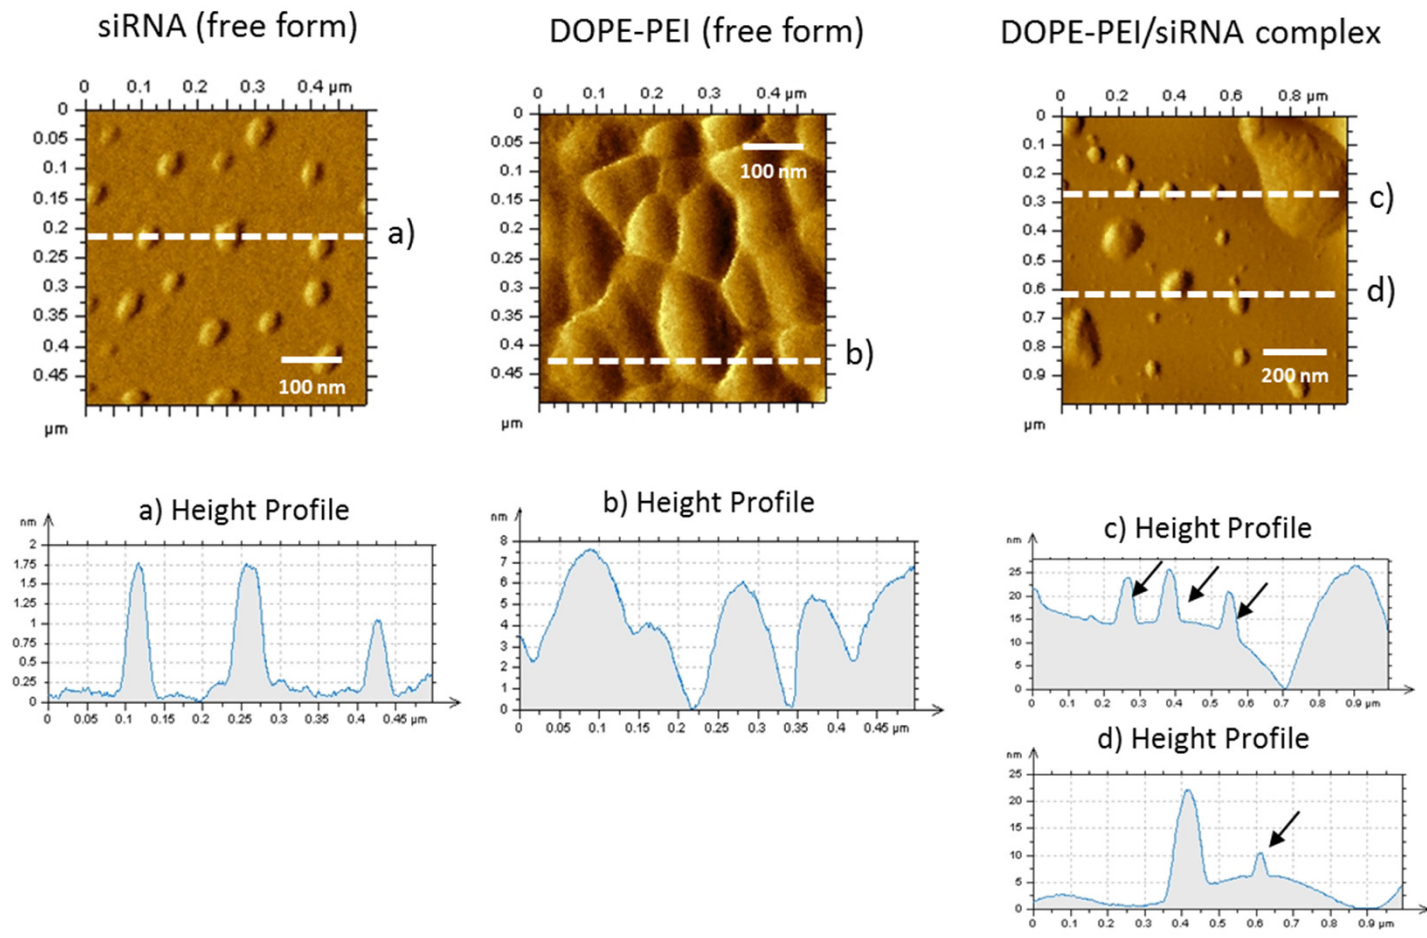 siRNA (free form)
DOPE-PEI (free form)
DOPE-PEI/siRNA complex
0 0.1 0.2 0.3 0.4 µm
0
0.05
0.1
0.15
0.2
0.25
0.3
0.35
0.4
0.45
µm
a)
100 nm
0 0.1 0.2 0.3 0.4 µm
0
0.05
0.1
0.15
0.2
0.25
0.3
0.35
0.4
0.45
µm
100 nm
b)
0 0.2 0.4 0.6 0.8 µm
0
0.1
0.2
0.3
0.4
0.5
0.6
0.7
0.8
0.9
µm
c)
d)
200 nm
a) Height Profile
nm
2
1.75
1.5
1.25
1
0.75
0.5
0.25
0
0 0.05 0.1 0.15 0.2 0.25 0.3 0.35 0.4 0.45 µm
b) Height Profile
nm
8
7
6
5
4
3
2
1
0
0 0.05 0.1 0.15 0.2 0.25 0.3 0.35 0.4 0.45 µm
c) Height Profile
nm
25
20
15
10
5
0
0 0.1 0.2 0.3 0.4 0.5 0.6 0.7 0.8 0.9 µm
d) Height Profile
nm
25
20
15
10
5
0
0 0.1 0.2 0.3 0.4 0.5 0.6 0.7 0.8 0.9 µm